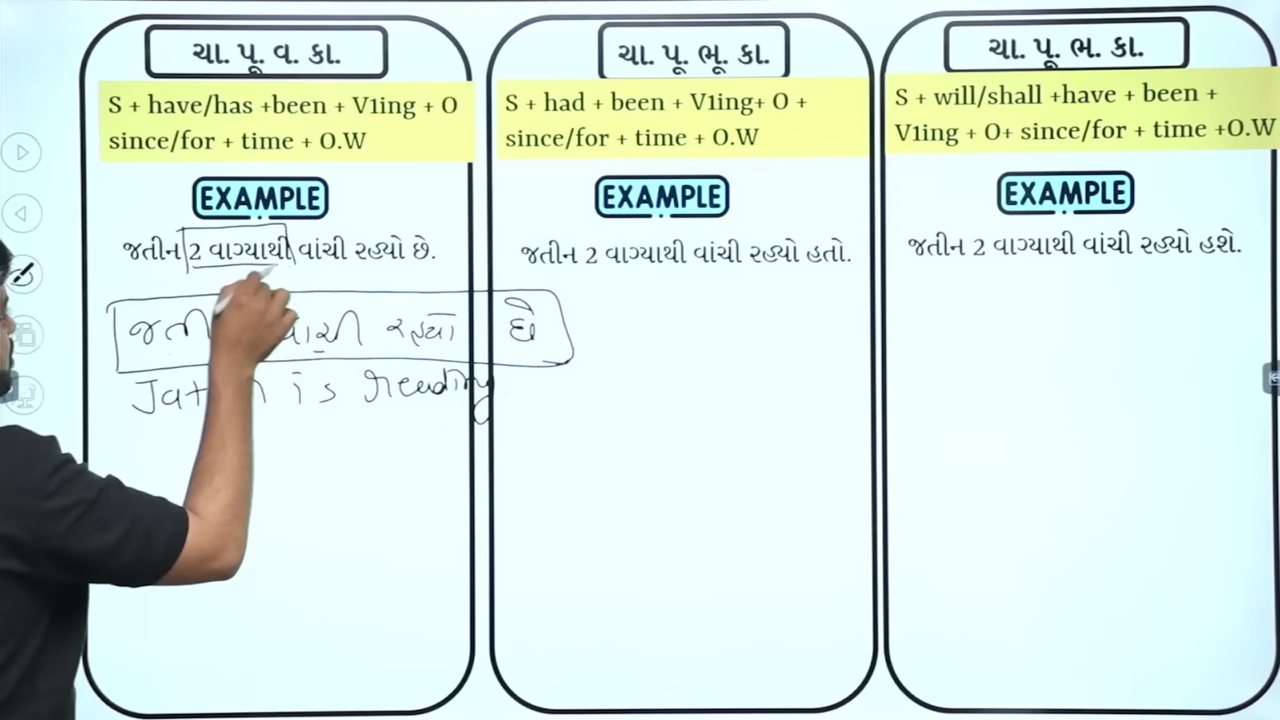 ચા. પૂ. વ. કા.
S + have/has +been + V1ing + O
since/for + time + O.W
EXAMPLE
જતીન 2 વાગ્યાથી વાંચી રહ્યો છે.
રહ્યો છે
is reading
ચા. પૂ. ભૂ. કા.
S + had + been + V1ing+ O +
since/for + time + O.W
EXAMPLE
જતીન 2 વાગ્યાથી વાંચી રહ્યો હતો.
ચા. પૂ. ભ. કા.
S + will/shall +have + been +
V1ing + O+ since/for + time +O.W
EXAMPLE
જતીન 2 વાગ્યાથી વાંચી રહ્યો હશે.